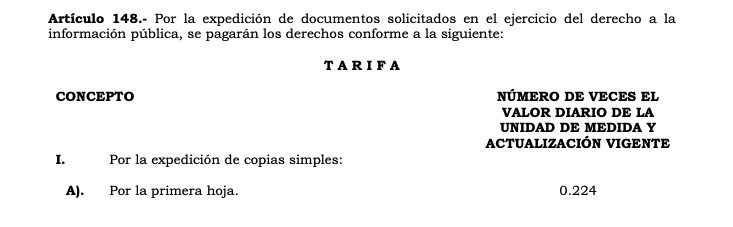 Artículo 148.- Por la expedición de documentos solicitados en el ejercicio del derecho a la
información pública, se pagarán los derechos conforme a la siguiente:
T A R I F A
CONCEPTO
NÚMERO DE VECES EL
VALOR DIARIO DE LA
UNIDAD DE MEDIDA Y
ACTUALIZACIÓN VIGENTE
I. Por la expedición de copias simples:
A). Por la primera hoja. 0.224